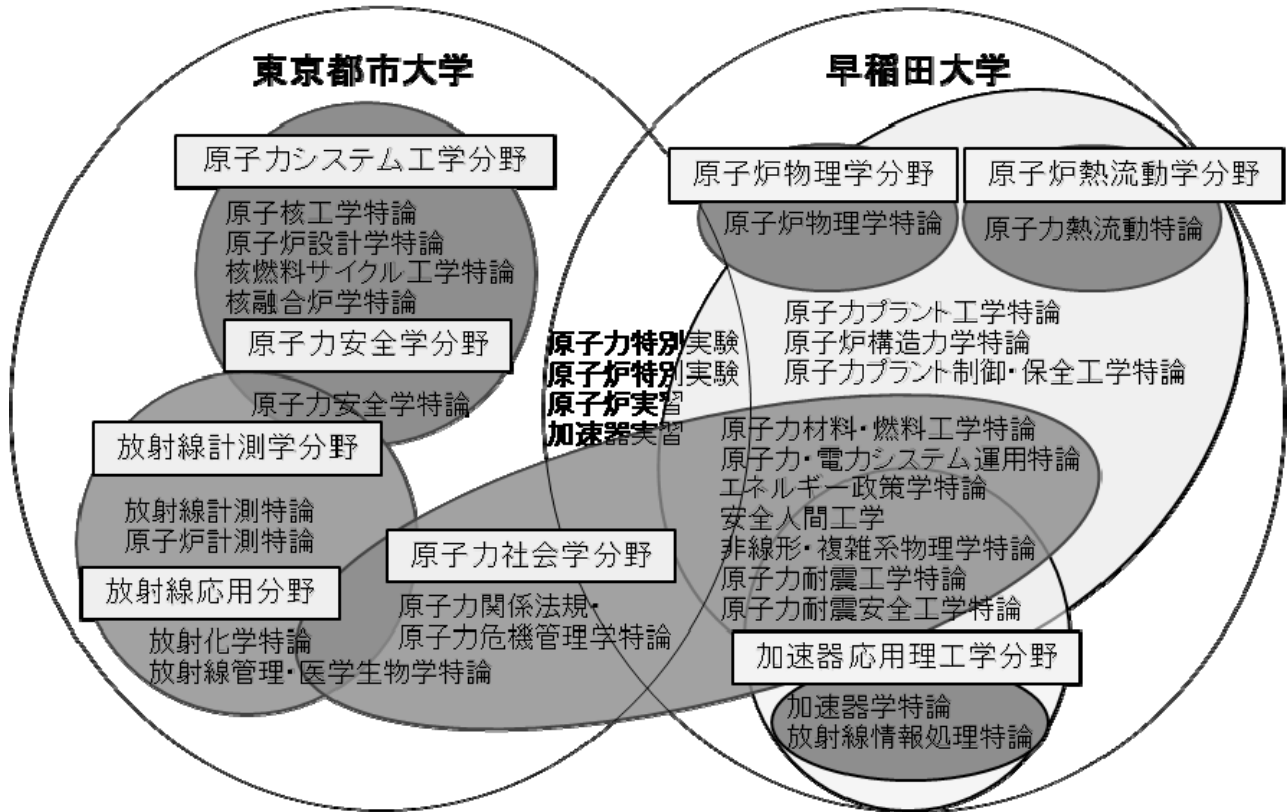 東京都市大学
早稲田大学
原子力システム工学分野
原子核工学特論
原子炉設計学特論
核燃料サイクル工学特論
核融合炉学特論
原子力安全学分野
原子力安全学特論
放射線計測学分野
放射線計測特論
原子炉計測特論
放射線応用分野
放射化学特論
放射線管理・医学生物学特論
原子力社会学分野
原子力関係法規・
原子力危機管理学特論
原子力特別実験
原子炉特別実験
原子炉実習
加速器実習
原子炉物理学分野
原子炉物理学特論
原子炉熱流動学分野
原子力熱流動特論
原子力プラント工学特論
原子炉構造力学特論
原子力プラント制御・保全工学特論
原子力材料・燃料工学特論
原子力・電力システム運用特論
エネルギー政策学特論
安全人間工学
非線形・複雑系物理学特論
原子力耐震工学特論
原子力耐震安全工学特論
加速器応用理工学分野
加速器学特論
放射線情報処理特論